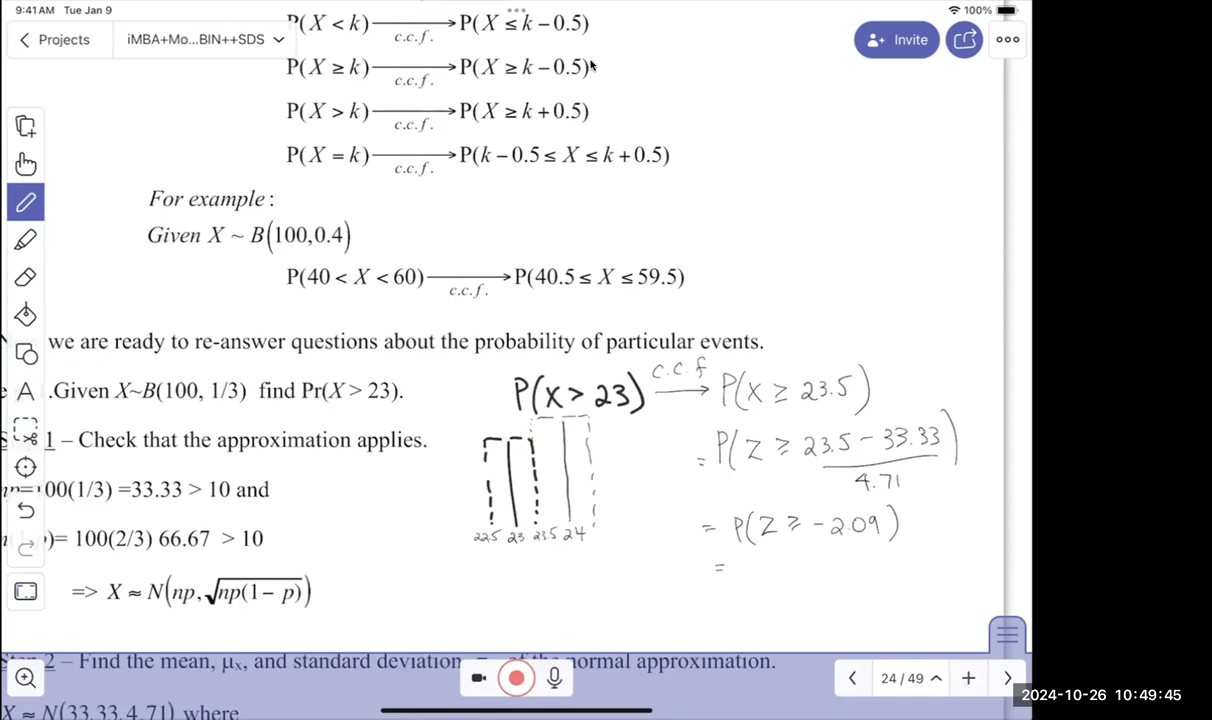 9:41 AM Tue Jan 9
100%
Projects
iMBA+Mo...BIN++SDS
Invite
P(X < k) c.c.f. P(X ≤ k − 0.5)
P(X ≥ k) c.c.f. P(X ≥ k − 0.5)
P(X > k) c.c.f. P(X ≥ k + 0.5)
P(X = k) c.c.f. P(k − 0.5 ≤ X ≤ k + 0.5)
For example :
Given X ~ B(100,0.4)
P(40 < X < 60) c.c.f. P(40.5 ≤ X ≤ 59.5)
we are ready to re-answer questions about the probability of particular events.
.Given X~B(100, 1/3) find Pr(X > 23).
P(X > 23) c.c.f P(X ≥ 23.5)
1 – Check that the approximation applies.
= P(Z ≥ 23.5 − 33.33 / 4.71)
np=100(1/3) =33.33 > 10 and
22.5 23 23.5 24
= P(Z ≥ −2.09)
)= 100(2/3) 66.67 > 10
=
=> X ≈ N(np, √np(1− p))
2 – Find the mean, μx, and standard deviation of the normal approximation.
24 / 49
X ≈ N(33.33, 4.71) where
2024-10-26 10:49:45